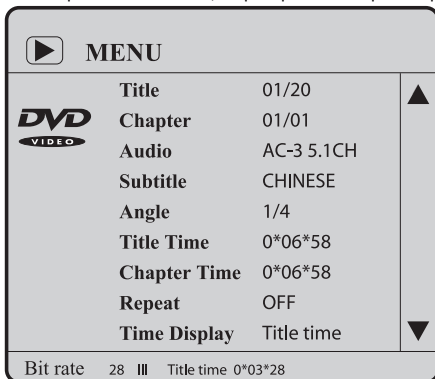 MENU
Title 01/20
DVD Chapter 01/01
VIDEO Audio AC-3 5.1CH
Subtitle CHINESE
Angle 1/4
Title Time 0*06*58
Chapter Time 0*06*58
Repeat OFF
Time Display Title time
Bit rate 28 III Title time 0*03*28